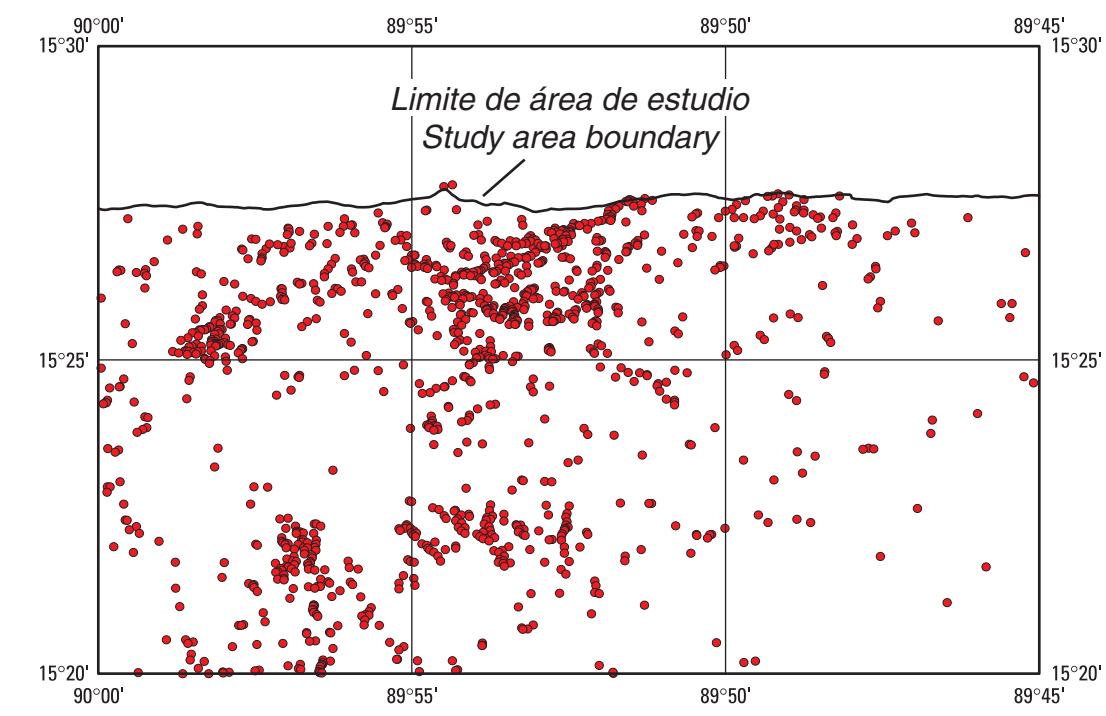 90°00' 89°55' 89°50' 89°45'
15°30' 15°30'
Limite de área de estudio
Study area boundary
15°25' 15°25'
15°20' 15°20'
90°00' 89°55' 89°50' 89°45'